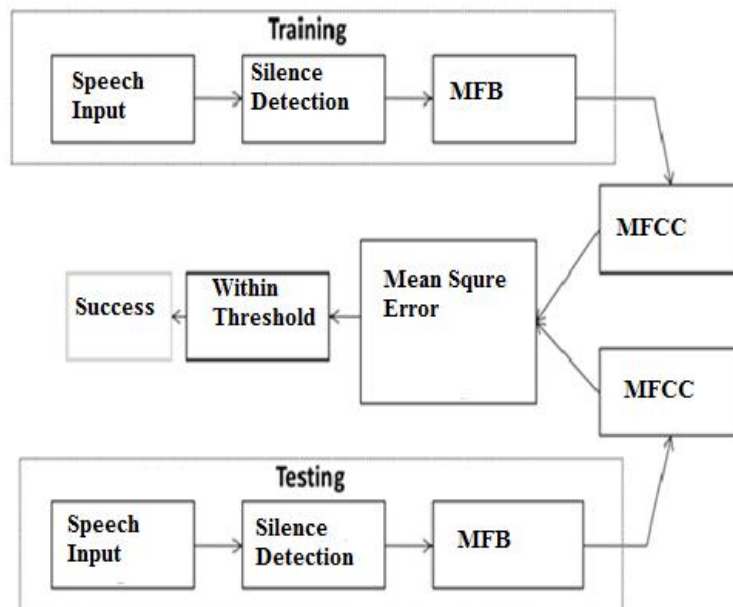 Training
Speech
Input
Silence
Detection
MFB
MFCC
Mean Squre
Error
Within
Threshold
Success
MFCC
Testing
Speech
Input
Silence
Detection
MFB